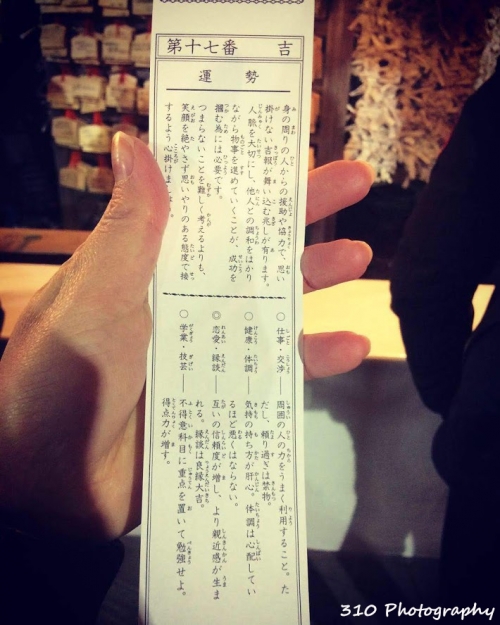 第十七番 吉
運勢
身の周りの人からの援助や協力で、思い
掛けない吉報が舞い込む兆しが有ります。
人脈を大切にし、他人との調和をはかり
ながら物事を進めていくことが、成功を
掴む為には必要です。
つまらないことを難しく考えるよりも、
笑顔を絶やさず思いやりのある態度で接
するよう心掛けま
○仕事・交渉―周囲の人の力をうまく利用すること。た
だし、頼り過ぎは禁物。
○健康・体調―気持の持ち方が肝心。体調は心配してい
るほど悪くはならない。
◎恋愛・縁談―互いの信頼度が増し、より親近感が生ま
れる。縁談は良縁大吉。
○学業・技芸―不得意科目に重点を置いて勉強せよ。
得点力が増す。
310 Photography